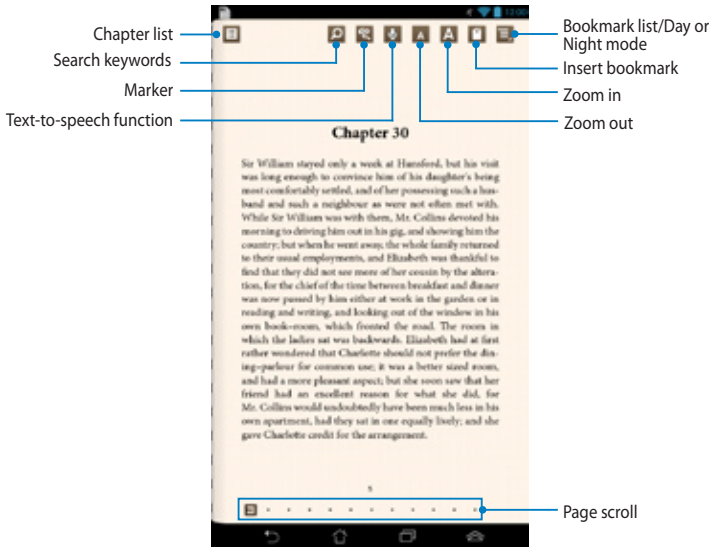 12:00
Chapter list
Search keywords
Marker
Text-to-speech function
Bookmark list/Day or
Night mode
Insert bookmark
Zoom in
Zoom out
A
A
Chapter 30
Sir William stayed only a week at Hunsford, but his visit
was long enough to convince him of his daughter's being
most comfortably settled, and of her possessing such a hus-
band and such a neighbour as were not often met with.
While Sir William was with them, Mr. Collins devoted his
morning to driving him out in his gig, and showing him the
country; but when he went away, the whole family returned
to their usual employments, and Elizabeth was thankful to
find that they did not see more of her cousin by the altera-
tion, for the chief of the time between breakfast and dinner
was now passed by him either at work in the garden or in
reading and writing, and looking out of the window in his
own book-room, which fronted the road. The room in
which the ladies sat was backwards. Elizabeth had at first
rather wondered that Charlotte should not prefer the din-
ing-parlour for common use; it was a better sized room,
and had a more pleasant aspect; but she soon saw that her
friend had an excellent reason for what she did, for
Mr. Collins would undoubtedly have been much less in his
own apartment, had they sat in one equally lively; and she
gave Charlotte credit for the arrangement.
Page scroll